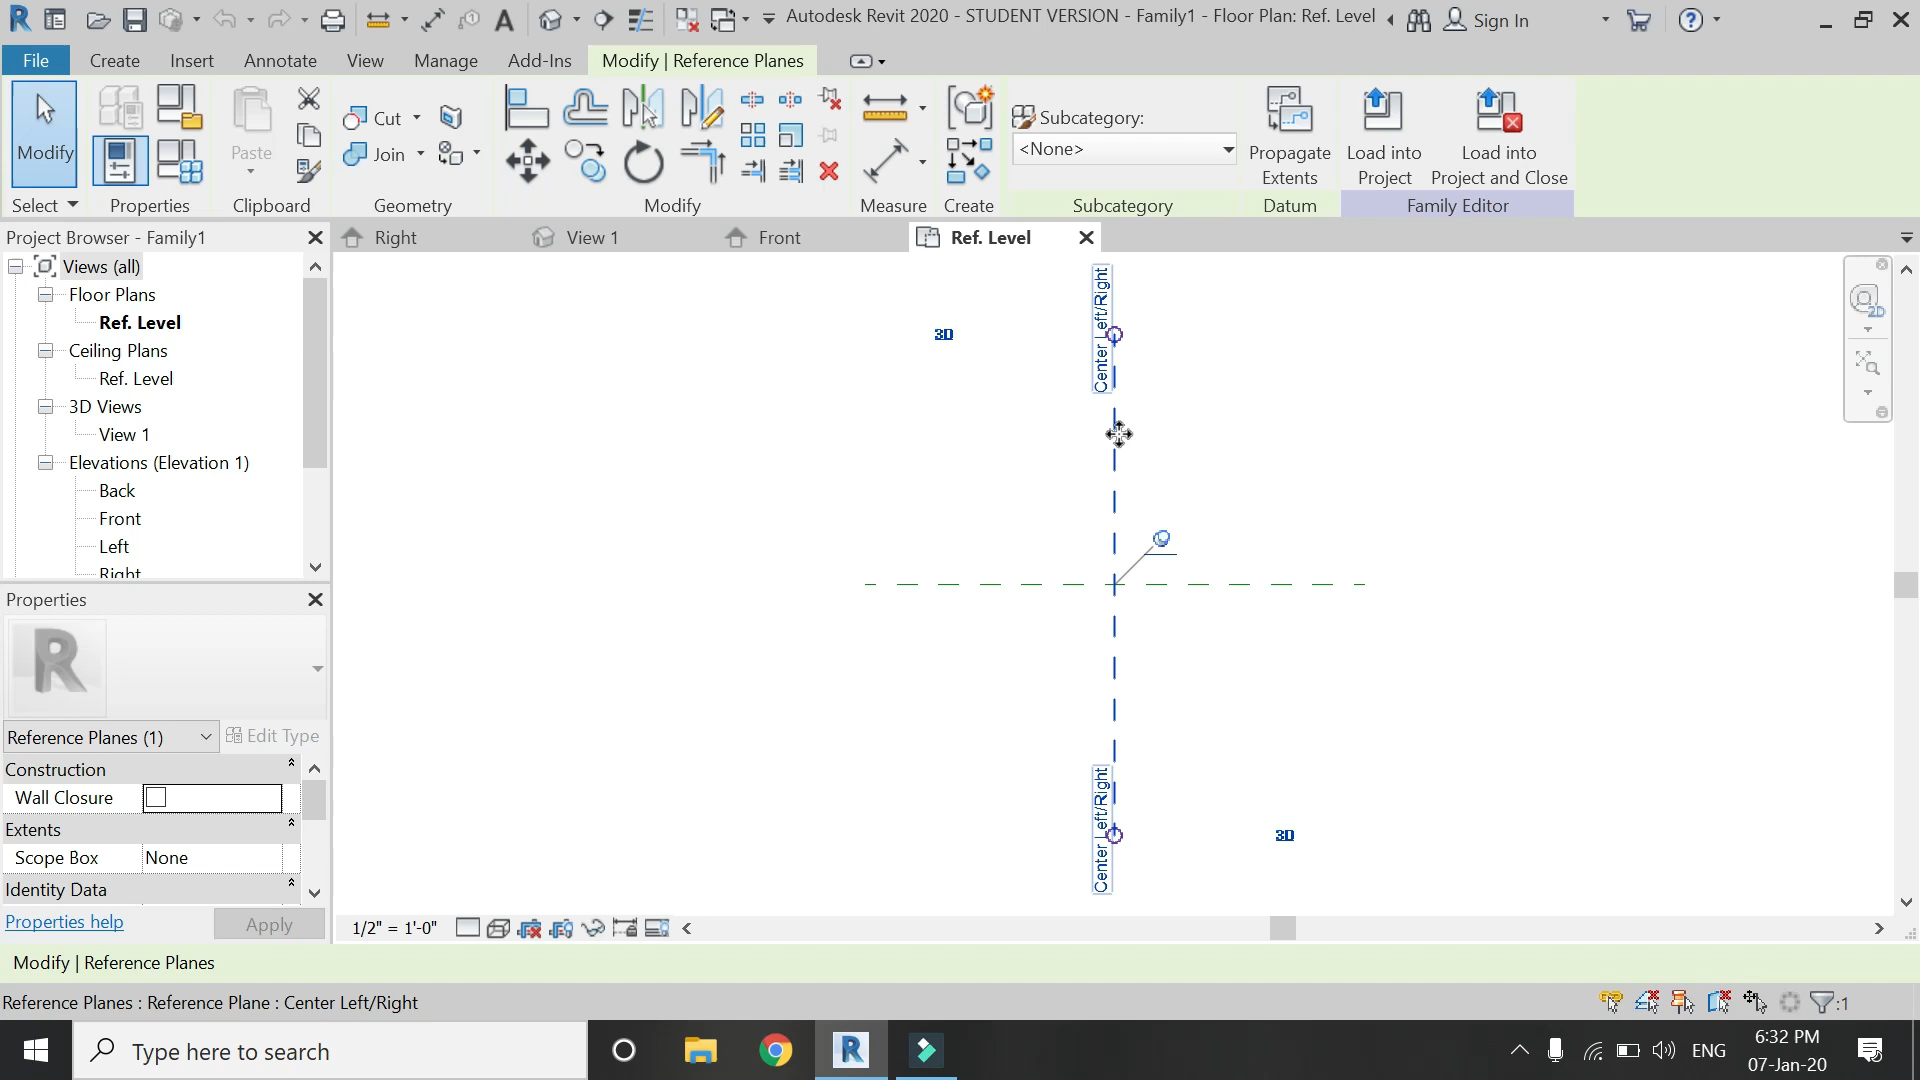 Autodesk Revit 2020 - STUDENT VERSION - Family1 - Floor Plan: Ref. Level
Sign In
File Create Insert Annotate View Manage Add-Ins Modify | Reference Planes
Modify
Paste
Cut
Join
Subcategory:
<None>
Propagate Extents
Load into Project
Load into Project and Close
Select Properties Clipboard Geometry Modify Measure Create Subcategory Datum Family Editor
Project Browser - Family1
Right View 1 Front Ref. Level
Views (all)
Floor Plans
Ref. Level
Ceiling Plans
Ref. Level
3D Views
View 1
Elevations (Elevation 1)
Back
Front
Left
Right
2D
3D
Center Left/Right
Center Left/Right
3D
Properties
R
Reference Planes (1) Edit Type
Construction
Wall Closure
Extents
Scope Box None
Identity Data
Properties help Apply
1/2" = 1'-0"
Modify | Reference Planes
Reference Planes : Reference Plane : Center Left/Right
:1
Type here to search
ENG
6:32 PM
07-Jan-20